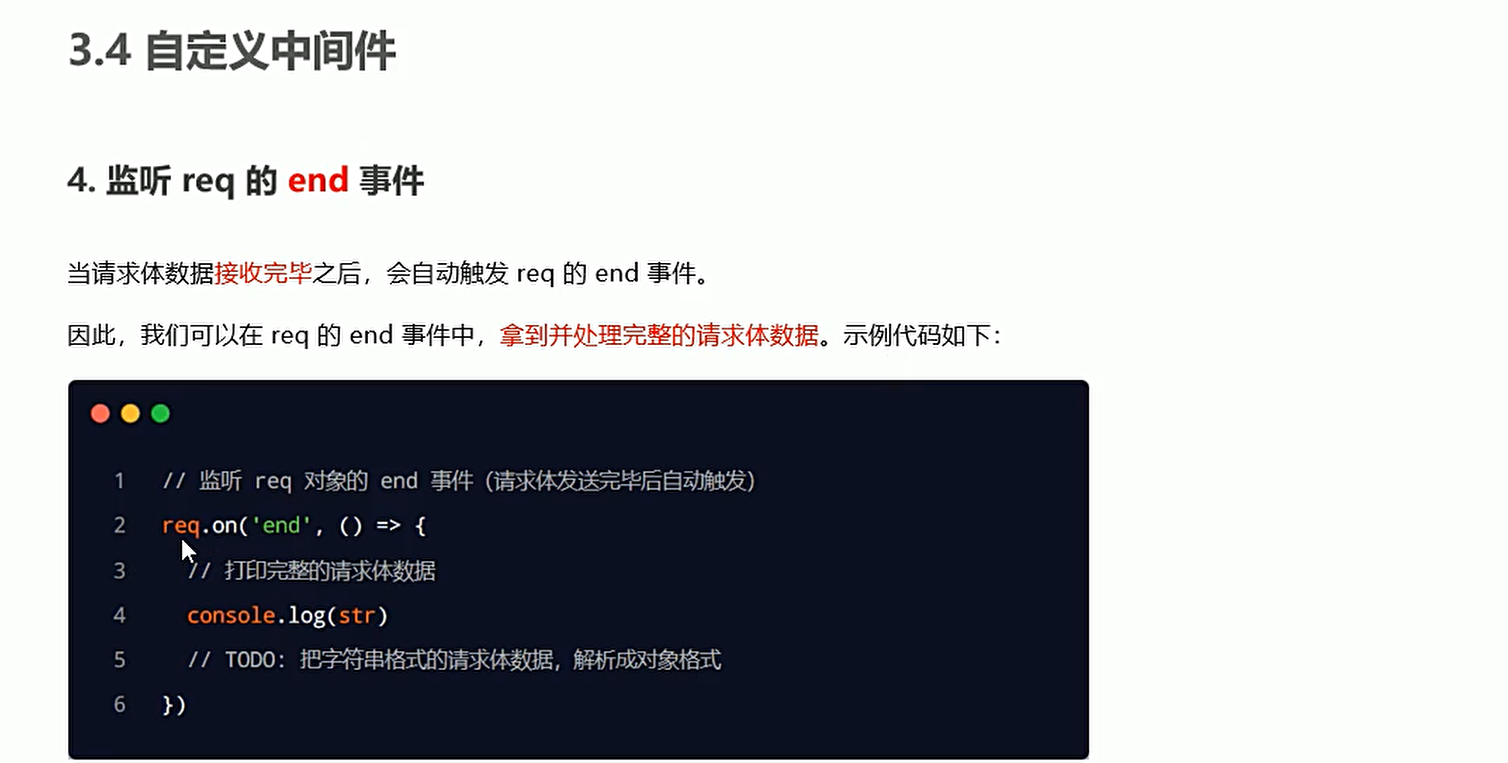 3.4 自定义中间件
4. 监听 req 的 end 事件
当请求体数据接收完毕之后，会自动触发 req 的 end 事件。
因此，我们可以在 req 的 end 事件中，拿到并处理完整的请求体数据。示例代码如下：
1 // 监听 req 对象的 end 事件（请求体发送完毕后自动触发）
2 req.on('end', () => {
3 // 打印完整的请求体数据
4 console.log(str)
5 // TODO: 把字符串格式的请求体数据，解析成对象格式
6 })